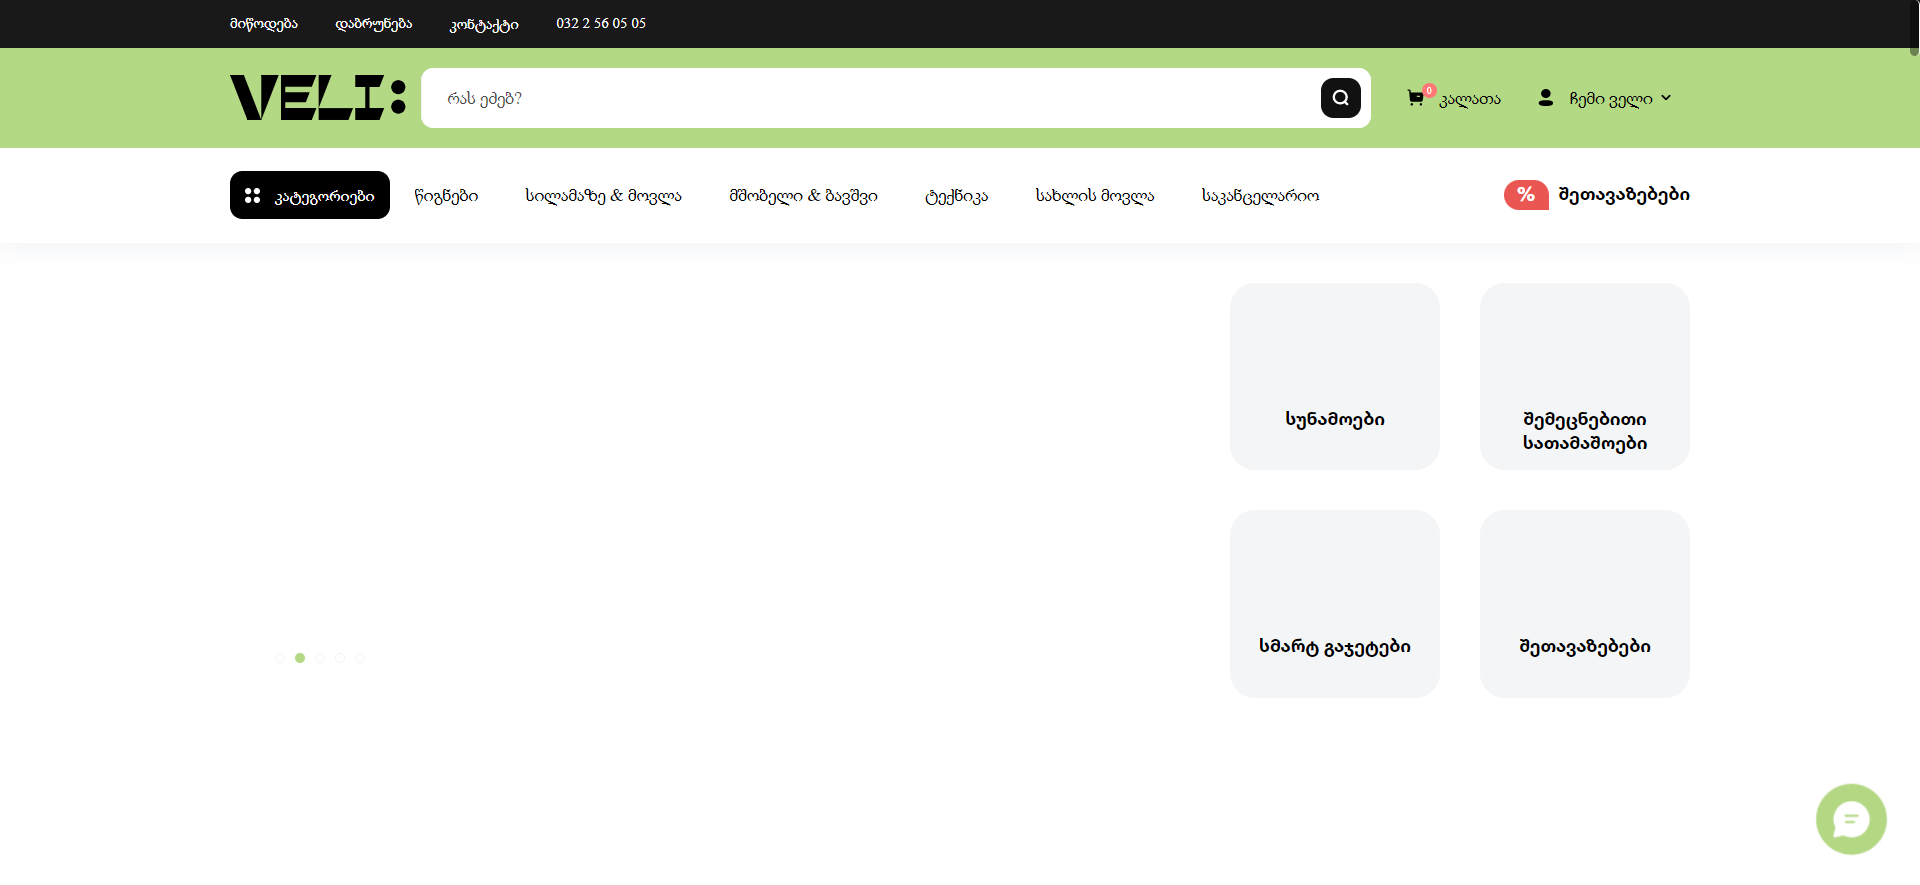 მიწოდება
დაბრუნება
კონტაქტი
032 2 56 05 05
VELI:
რას ეძებ?
0
კალათა
ჩემი ველი
კატეგორიები
წიგნები
სილამაზე & მოვლა
მშობელი & ბავშვი
ტექნიკა
სახლის მოვლა
საკანცელარიო
%
შეთავაზებები
სუნამოები
შემეცნებითი
სათამაშოები
სმარტ გაჯეტები
შეთავაზებები